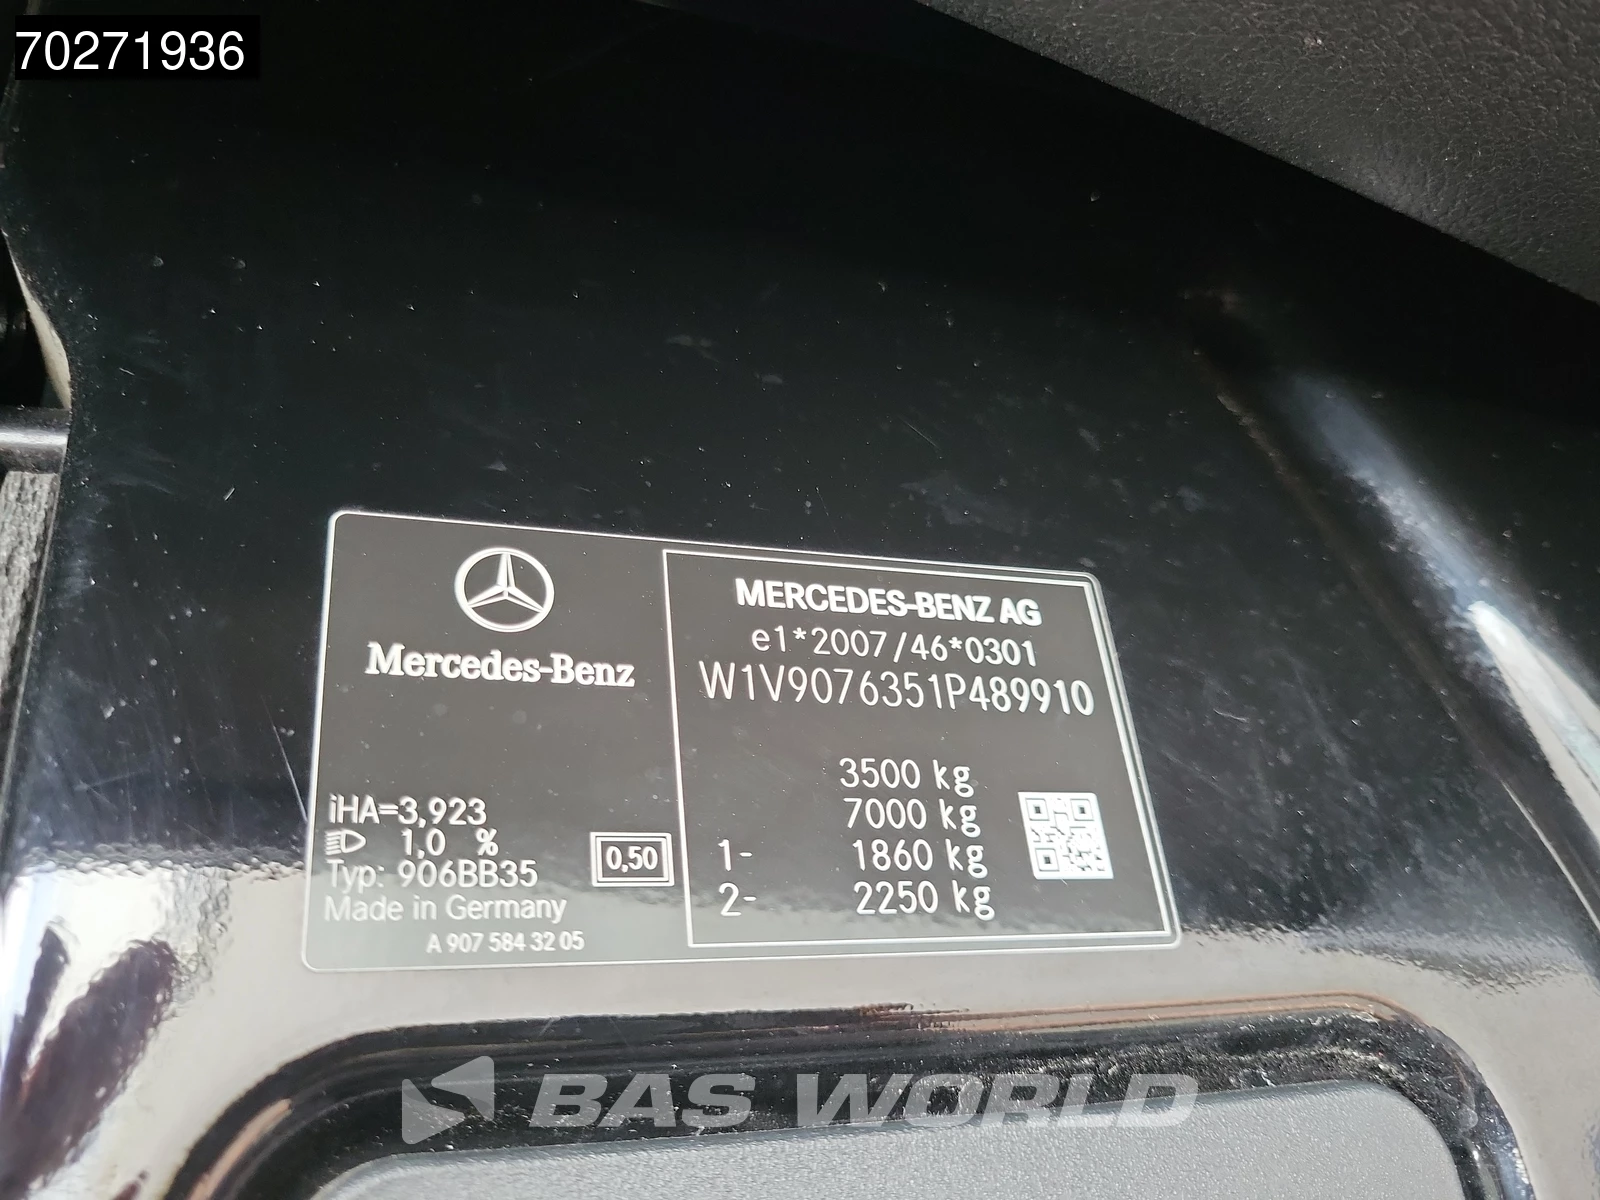 70271936
Mercedes-Benz
iHA=3,923
1,0 %
Typ: 906BB35
Made in Germany
A 907 584 32 05
0,50
MERCEDES-BENZ AG
e1*2007/46*0301
W1V9076351P489910
3500 kg
7000 kg
1- 1860 kg
2- 2250 kg
BAS WORLD